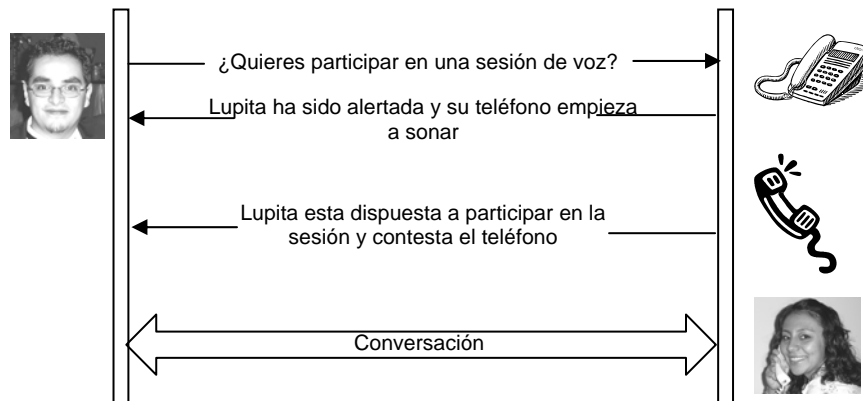 ¿Quieres participar en una sesión de voz?
Lupita ha sido alertada y su teléfono empieza
a sonar
Lupita esta dispuesta a participar en la
sesión y contesta el teléfono
Conversación